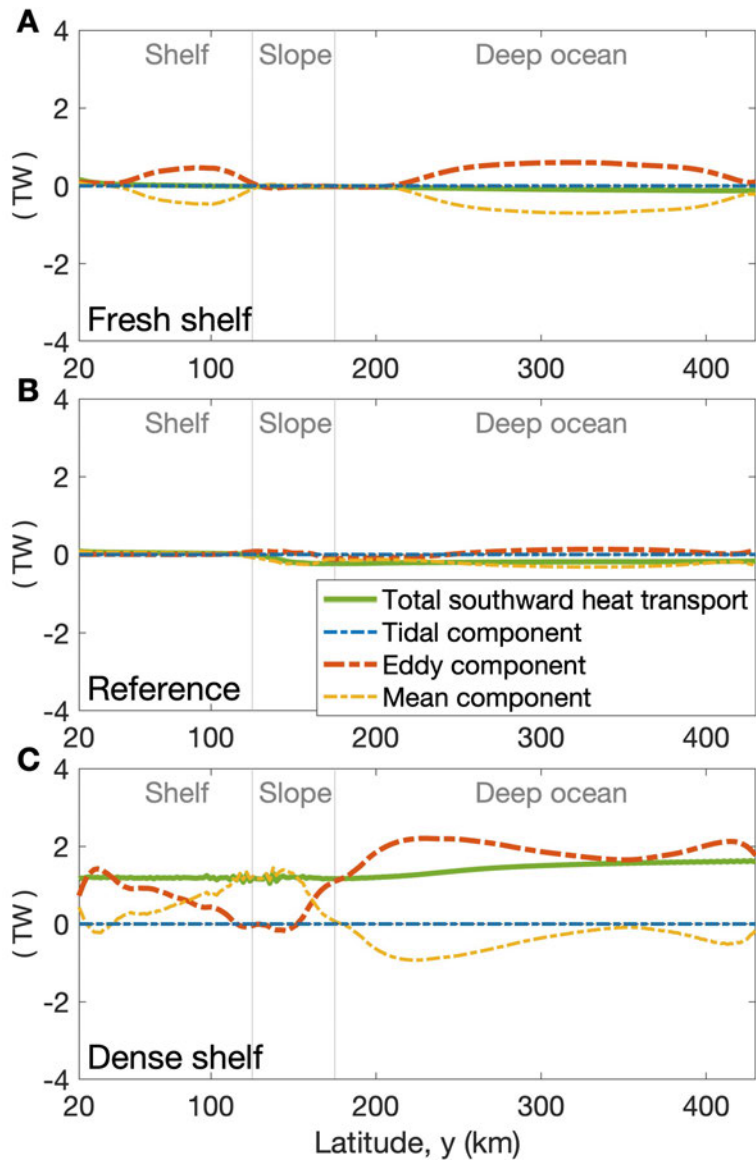 A
Shelf Slope Deep ocean
4
2
0
-2
-4
( TW )
Fresh shelf
20 100 200 300 400
B
Shelf Slope Deep ocean
4
2
0
-2
-4
( TW )
Total southward heat transport
Tidal component
Eddy component
Mean component
Reference
20 100 200 300 400
C
Shelf Slope Deep ocean
4
2
0
-2
-4
( TW )
Dense shelf
20 100 200 300 400
Latitude, y (km)